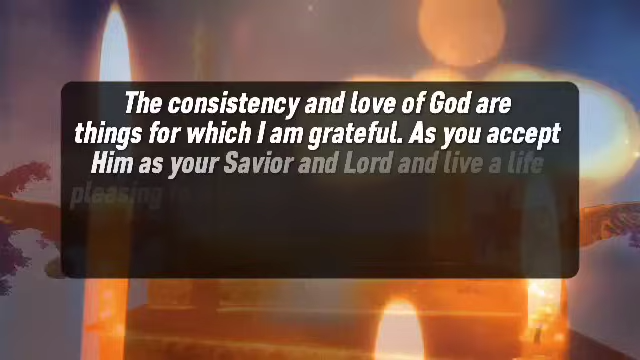 The consistency and love of God are
things for which I am grateful. As you accept
Him as your Savior and Lord and live a life
pleasing